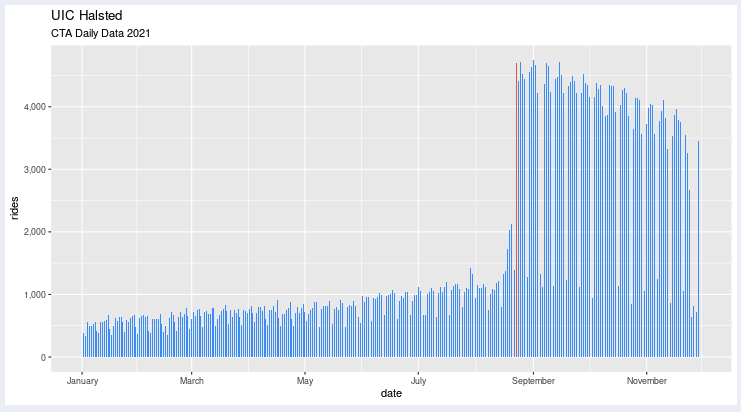 UIC Halsted
CTA Daily Data 2021
rides
4,000
3,000
2,000
1,000
0
January
March
May
July
September
November
date